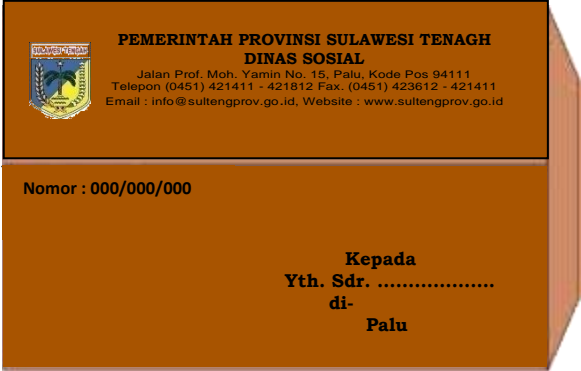 SULAWESI TENGAH
PEMERINTAH PROVINSI SULAWESI TENAGH
DINAS SOSIAL
Jalan Prof. Moh. Yamin No. 15, Palu, Kode Pos 94111
Telepon (0451) 421411 - 421812 Fax. (0451) 423612 - 421411
Email : info@sultengprov.go.id, Website : www.sultengprov.go.id
Nomor : 000/000/000
Kepada
Yth. Sdr. ...................
di-
Palu